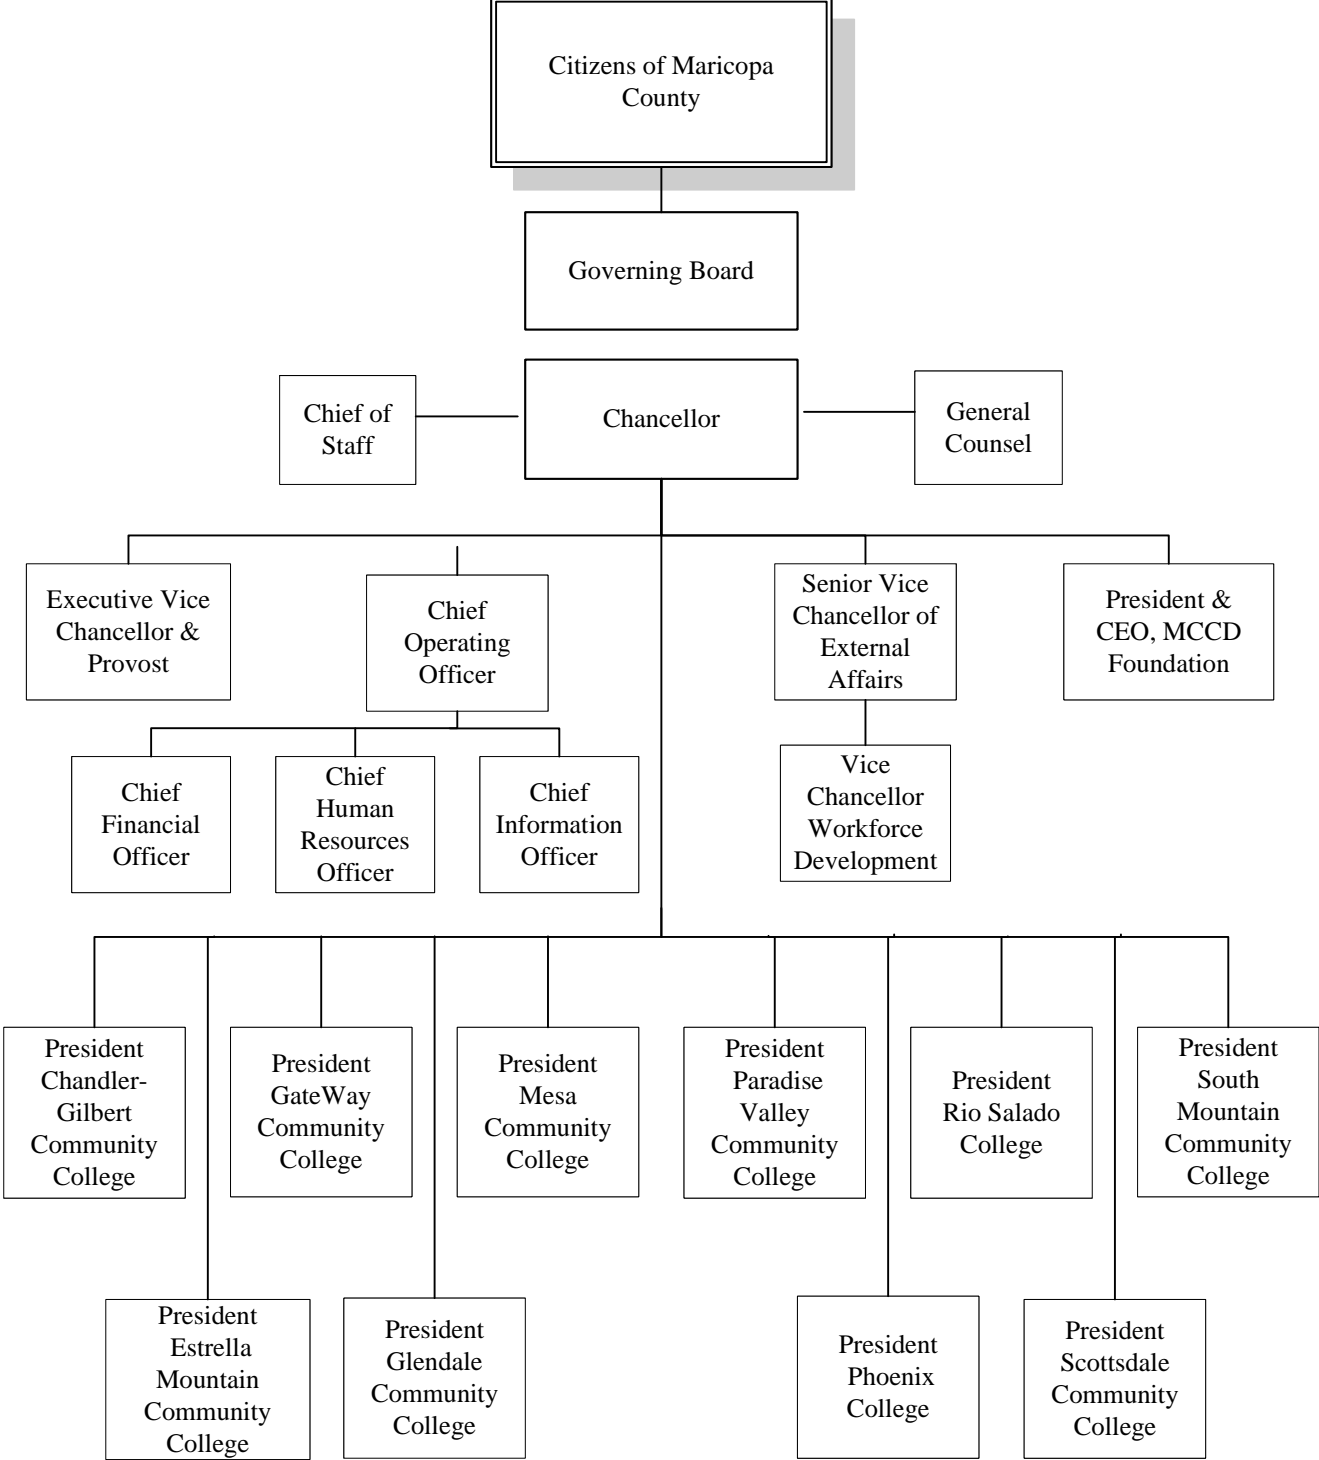 Citizens of Maricopa
County
Governing Board
Chief of
Staff
Chancellor
General
Counsel
Executive Vice
Chancellor &
Provost
Chief
Operating
Officer
Senior Vice
Chancellor of
External
Affairs
President &
CEO, MCCD
Foundation
Chief
Financial
Officer
Chief
Human
Resources
Officer
Chief
Information
Officer
Vice
Chancellor
Workforce
Development
President
Chandler-
Gilbert
Community
College
President
GateWay
Community
College
President
Mesa
Community
College
President
Paradise
Valley
Community
College
President
Rio Salado
College
President
South
Mountain
Community
College
President
Estrella
Mountain
Community
College
President
Glendale
Community
College
President
Phoenix
College
President
Scottsdale
Community
College